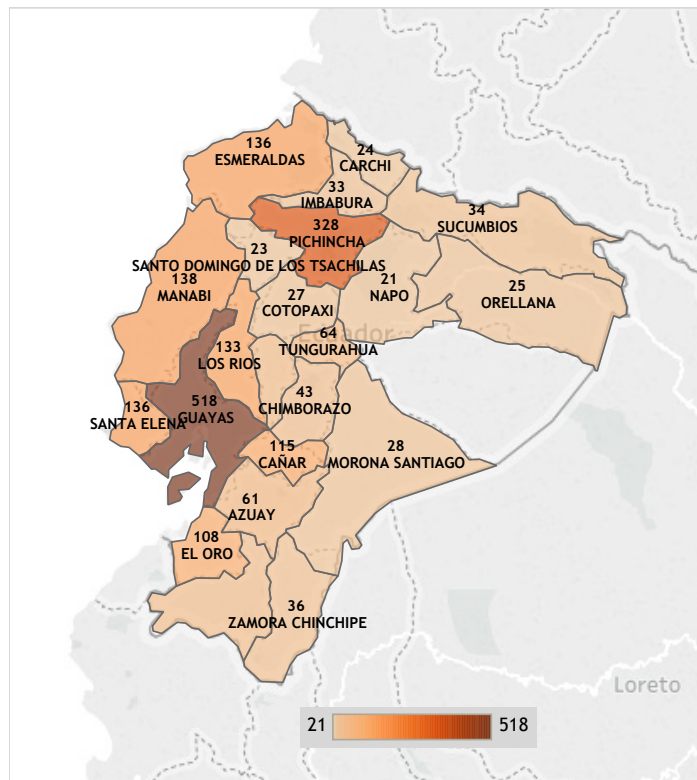 136
ESMERALDAS
24
CARCHI
33
IMBABURA
34
SUCUMBIOS
328
PICHINCHA
23
SANTO DOMINGO DE LOS TSACHILAS
138
MANABI
21
NAPO
25
ORELLANA
27
COTOPAXI
Ecuador
64
TUNGURAHUA
133
LOS RIOS
43
CHIMBORAZO
136
SANTA ELENA
518
GUAYAS
115
CAÑAR
28
MORONA SANTIAGO
61
AZUAY
108
EL ORO
36
ZAMORA CHINCHIPE
Loreto
21 518